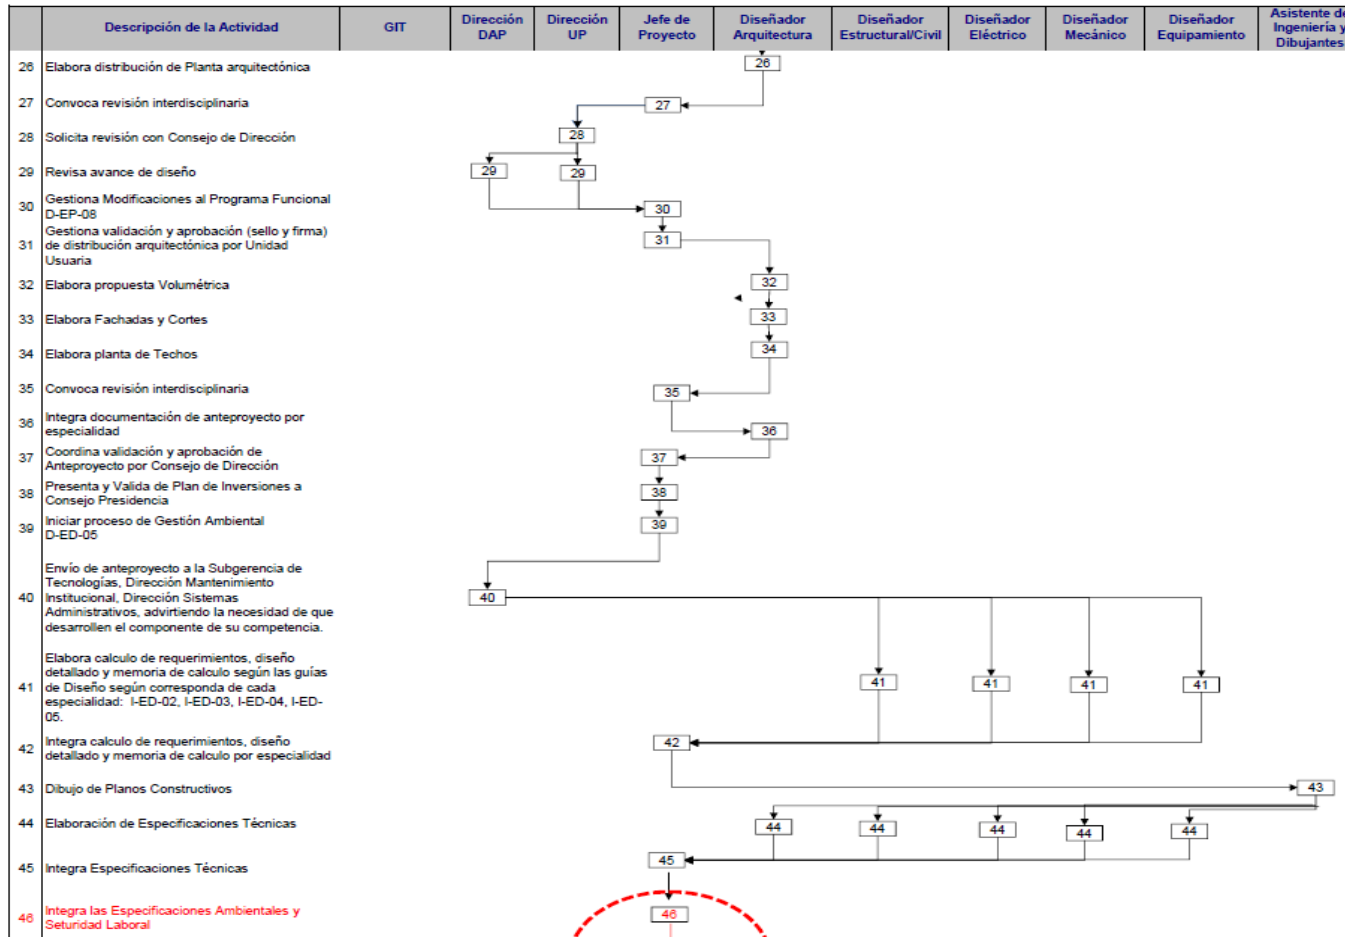 Descripción de la Actividad
GIT
Dirección
DAP
Dirección
UP
Jefe de
Proyecto
Diseñador
Arquitectura
Diseñador
Estructural/Civil
Diseñador
Eléctrico
Diseñador
Mecánico
Diseñador
Equipamiento
Asistente de
Ingeniería y
Dibujantes
26 Elabora distribución de Planta arquitectónica
26
27 Convoca revisión interdisciplinaria
27
28 Solicita revisión con Consejo de Dirección
28
29 Revisa avance de diseño
29 29
30 Gestiona Modificaciones al Programa Funcional
D-EP-08
30
31 Gestiona validación y aprobación (sello y firma)
de distribución arquitectónica por Unidad
Usuaria
31
32 Elabora propuesta Volumétrica
32
33 Elabora Fachadas y Cortes
33
34 Elabora planta de Techos
34
35 Convoca revisión interdisciplinaria
35
36 Integra documentación de anteproyecto por
especialidad
36
37 Coordina validación y aprobación de
Anteproyecto por Consejo de Dirección
37
38 Presenta y Valida de Plan de Inversiones a
Consejo Presidencia
38
39 Iniciar proceso de Gestión Ambiental
D-ED-05
39
40 Envío de anteproyecto a la Subgerencia de
Tecnologías, Dirección Mantenimiento
Institucional, Dirección Sistemas
Administrativos, advirtiendo la necesidad de que
desarrollen el componente de su competencia.
40
41 Elabora calculo de requerimientos, diseño
detallado y memoria de calculo según las guías
de Diseño según corresponda de cada
especialidad: I-ED-02, I-ED-03, I-ED-04, I-ED-
05.
41 41 41 41
42 Integra calculo de requerimientos, diseño
detallado y memoria de calculo por especialidad
42
43 Dibujo de Planos Constructivos
43
44 Elaboración de Especificaciones Técnicas
44 44 44 44 44
45 Integra Especificaciones Técnicas
45
46 Integra las Especificaciones Ambientales y
Seturidad Laboral
46